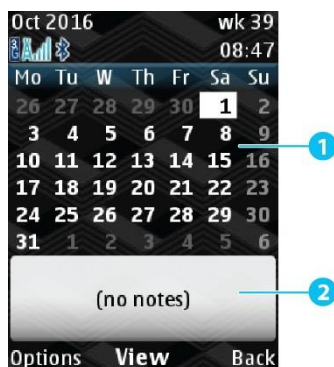 Oct 2016 wk 39
08:47
Mo Tu W Th Fr Sa Su
26 27 28 29 30 1 2
3 4 5 6 7 8 9
10 11 12 13 14 15 16
17 18 19 20 21 22 23
24 25 26 27 28 29 30
31 1 2 3 4 5 6
(no notes)
Options View Back
1
2